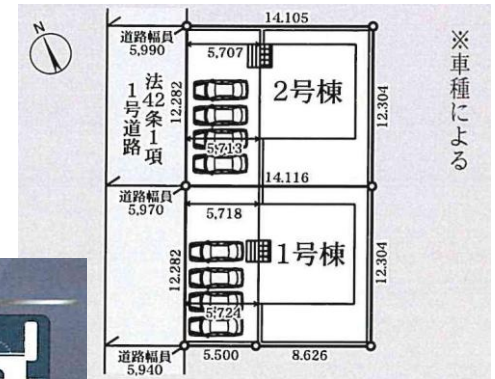 N
14.105
道路幅員
5.990
5.707
法42条1項
1号道路
12.282
2号棟
12.304
5.713
14.116
道路幅員
5.970
5.718
12.282
1号棟
12.304
5.724
道路幅員
5.940
5.500
8.626
※車種による